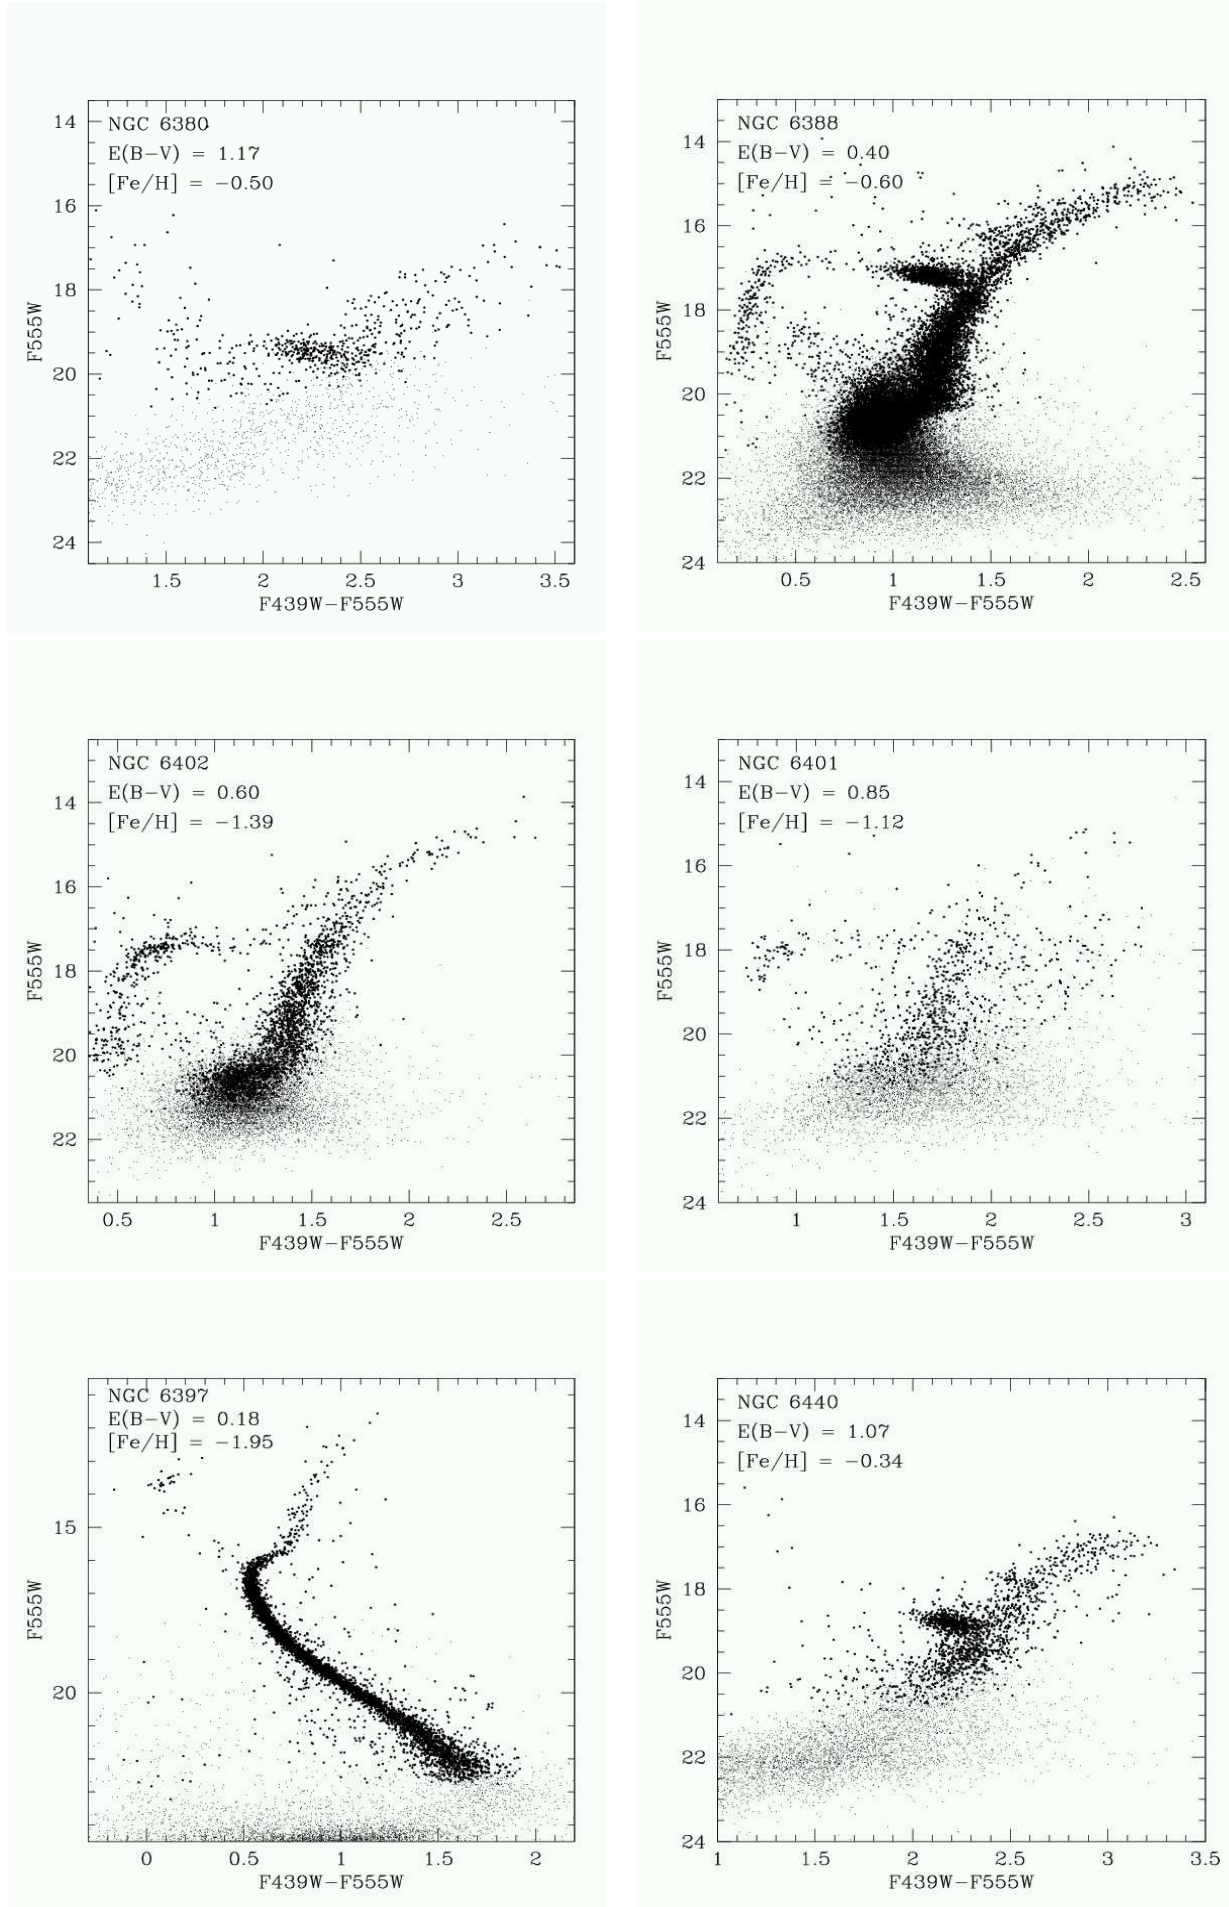 NGC 6380
E(B−V) = 1.17
[Fe/H] = −0.50
14
16
18
20
22
24
F555W
1.5 2 2.5 3 3.5
F439W−F555W
NGC 6388
E(B−V) = 0.40
[Fe/H] = −0.60
14
16
18
20
22
24
F555W
0.5 1 1.5 2 2.5
F439W−F555W
NGC 6402
E(B−V) = 0.60
[Fe/H] = −1.39
14
16
18
20
22
F555W
0.5 1 1.5 2 2.5
F439W−F555W
NGC 6401
E(B−V) = 0.85
[Fe/H] = −1.12
14
16
18
20
22
24
F555W
1 1.5 2 2.5 3
F439W−F555W
NGC 6397
E(B−V) = 0.18
[Fe/H] = −1.95
15
20
F555W
0 0.5 1 1.5 2
F439W−F555W
NGC 6440
E(B−V) = 1.07
[Fe/H] = −0.34
14
16
18
20
22
24
F555W
1 1.5 2 2.5 3 3.5
F439W−F555W